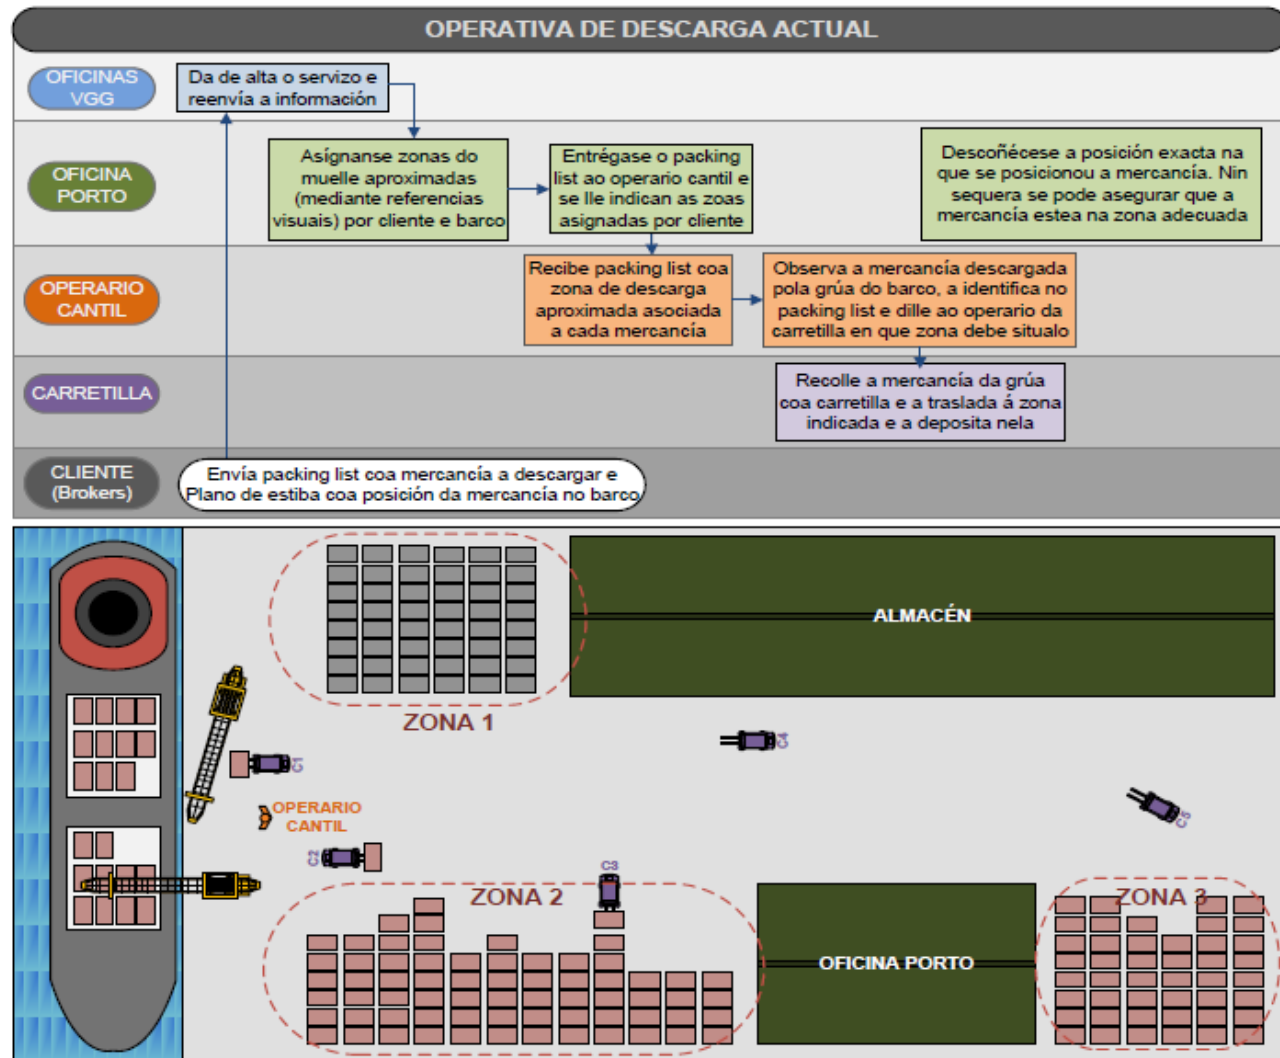 OPERATIVA DE DESCARGA ACTUAL
OFICINAS
VGG
Da de alta o servizo e
reenvía a información
OFICINA
PORTO
Asígnanse zonas do
muelle aproximadas
(mediante referencias
visuais) por cliente e barco
Entrégase o packing
list ao operario cantil e
se lle indican as zoas
asignadas por cliente
Descoñécese a posición exacta na
que se posicionou a mercancía. Nin
sequera se pode asegurar que a
mercancía estea na zona adecuada
OPERARIO
CANTIL
Recibe packing list coa
zona de descarga
aproximada asociada
a cada mercancía
Observa a mercancía descargada
pola grúa do barco, a identifica no
packing list e dille ao operario da
carretilla en que zona debe situalo
CARRETILLA
Recolle a mercancía da grúa
coa carretilla e a traslada á zona
indicada e a deposita nela
CLIENTE
(Brokers)
Envía packing list coa mercancía a descargar e
Plano de estiba coa posición da mercancía no barco
ZONA 1
ALMACÉN
C1
C4
C5
OPERARIO
CANTIL
C2
C3
ZONA 2
OFICINA PORTO
ZONA 3